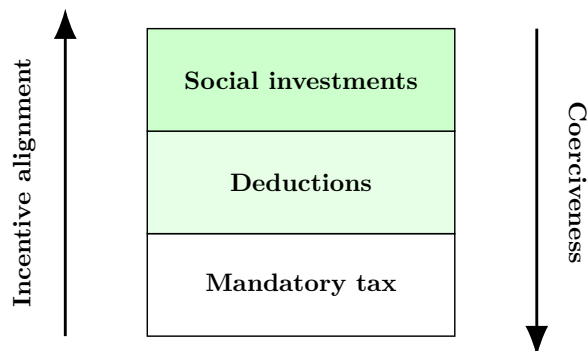 Incentive alignment
Social investments
Deductions
Mandatory tax
Coerciveness